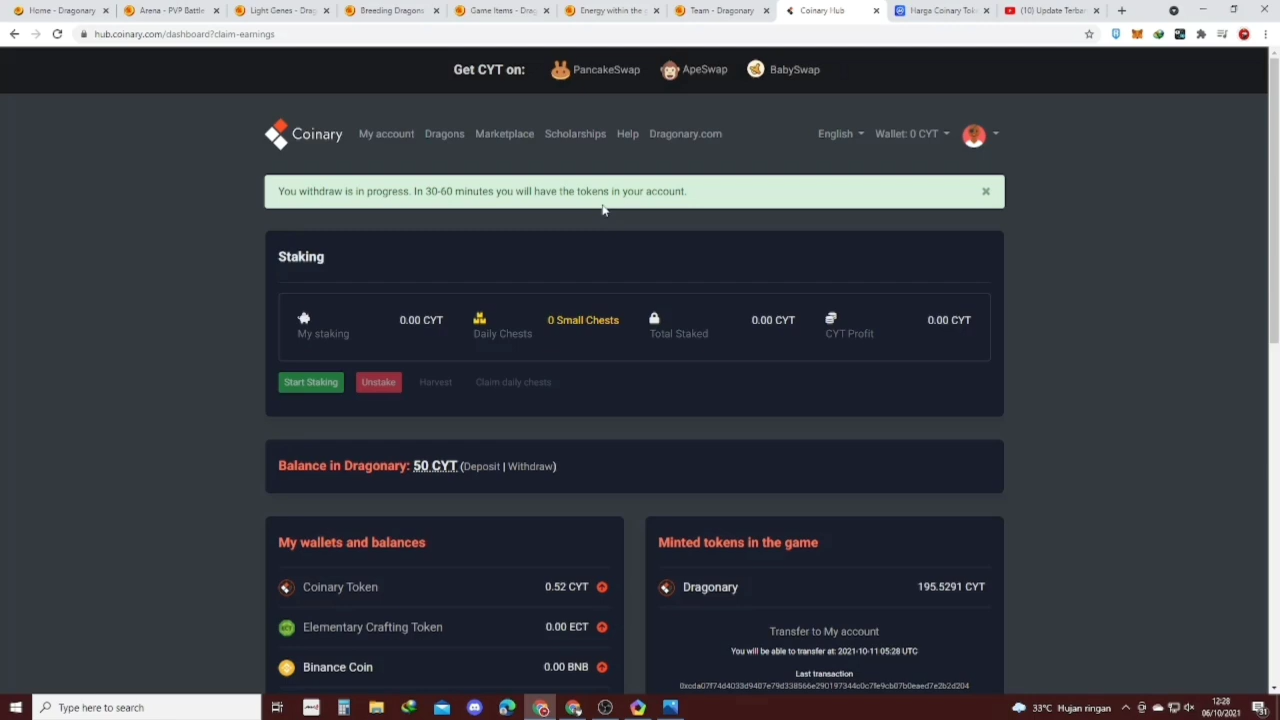 Home - Dragonary
Arena - PVP Battle
Light Genes - Drag
Breeding Dragons
Game Items - Drag
Energy within the g
Team - Dragonary
Coinary Hub
Harga Coinary Tok
(10) Update Terbar
hub.coinary.com/dashboard?claim-earnings
Get CYT on: PancakeSwap ApeSwap BabySwap
Coinary My account Dragons Marketplace Scholarships Help Dragonary.com English Wallet: 0 CYT
You withdraw is in progress. In 30-60 minutes you will have the tokens in your account.
Staking
0.00 CYT 0 Small Chests 0.00 CYT 0.00 CYT
My staking Daily Chests Total Staked CYT Profit
Start Staking Unstake Harvest Claim daily chests
Balance in Dragonary: 50 CYT (Deposit | Withdraw)
My wallets and balances
Coinary Token 0.52 CYT
Elementary Crafting Token 0.00 ECT
Binance Coin 0.00 BNB
Minted tokens in the game
Dragonary 195.5291 CYT
Transfer to My account
You will be able to transfer at: 2021-10-11 05:28 UTC
Last transaction
Type here to search
33°C Hujan ringan
12:28
06/10/2021